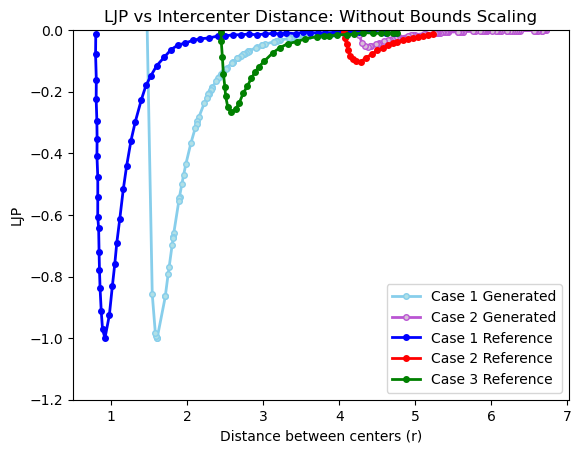 LJP vs Intercenter Distance: Without Bounds Scaling
0.0
−0.2
−0.4
−0.6
−0.8
−1.0
−1.2
LJP
Case 1 Generated
Case 2 Generated
Case 1 Reference
Case 2 Reference
Case 3 Reference
1 2 3 4 5 6 7
Distance between centers (r)